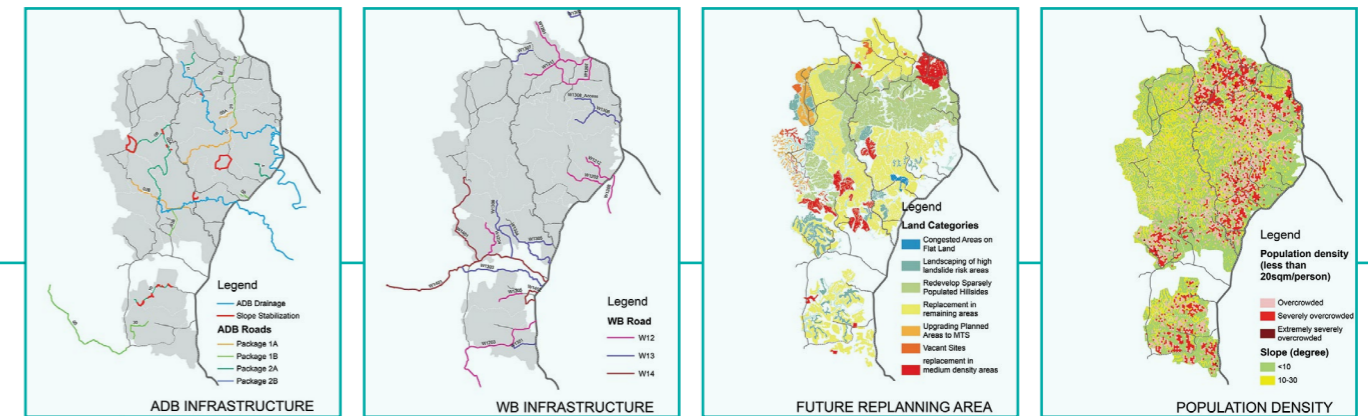 Legend
ADB Drainage
Slope Stabilization
ADB Roads
Package 1A
Package 1B
Package 2A
Package 2B
ADB INFRASTRUCTURE
Legend
WB Road
W12
W13
W14
WB INFRASTRUCTURE
Legend
Land Categories
Congested Areas on
Flat Land
Landscaping of high
landslide risk areas
Redevelop Sparsely
Populated Hillsides
Replacement in
remaining areas
Upgrading Planned
Areas to MTS
Vacant Sites
replacement in
medium density areas
FUTURE REPLANNING AREA
Legend
Population density
(less than
20sqm/person)
Overcrowded
Severely overcrowded
Extremely severely
overcrowded
Slope (degree)
<10
10-30
POPULATION DENSITY